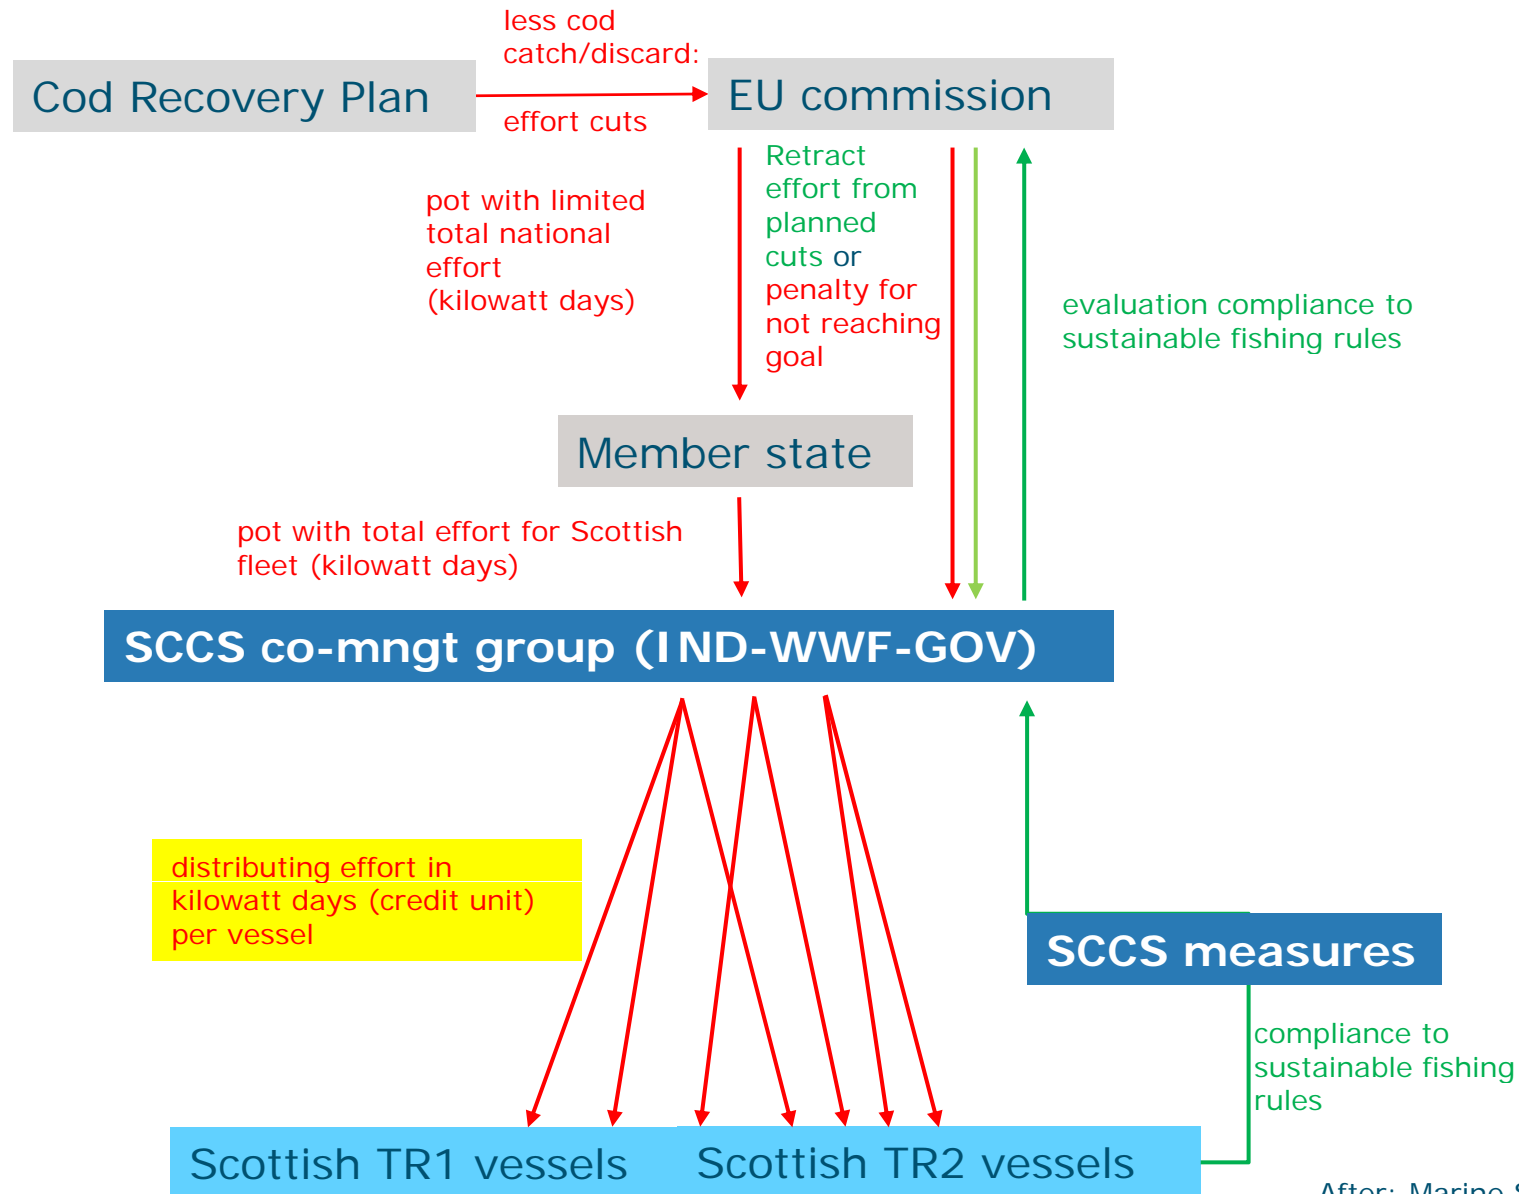 less cod
catch/discard:
Cod Recovery Plan
EU commission
effort cuts
Retract
effort from
planned
cuts or
penalty for
not reaching
goal
pot with limited
total national
effort
(kilowatt days)
evaluation compliance to
sustainable fishing rules
Member state
pot with total effort for Scottish
fleet (kilowatt days)
SCCS co-mngt group (IND-WWF-GOV)
distributing effort in
kilowatt days (credit unit)
per vessel
SCCS measures
compliance to
sustainable fishing
rules
Scottish TR1 vessels
Scottish TR2 vessels
After: Marine S